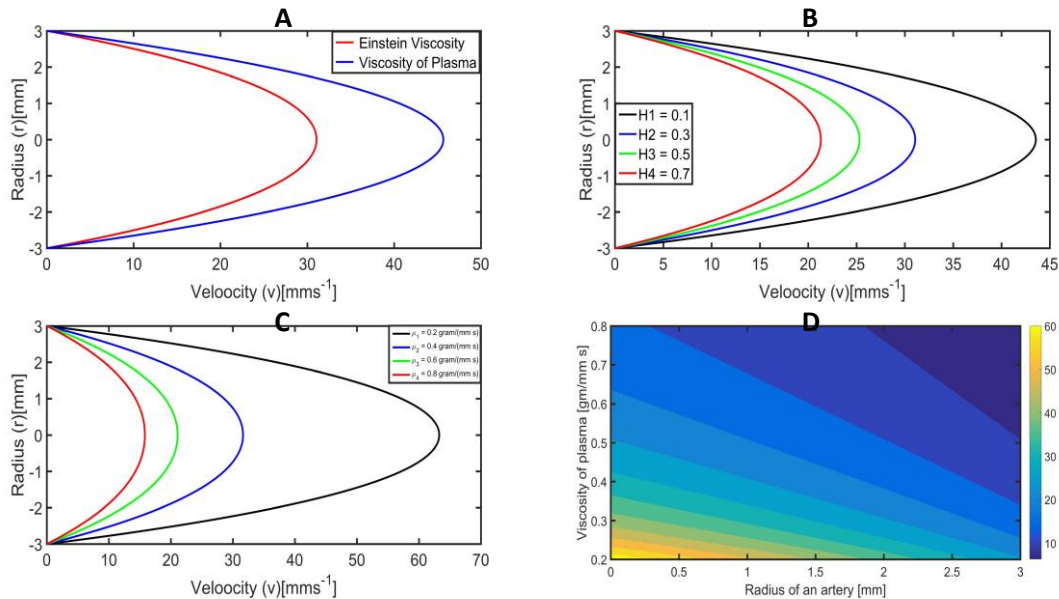 A
Einstein Viscosity
Viscosity of Plasma
Radius (r)[mm]
3
2
1
0
-1
-2
-3
0 10 20 30 40 50
Veloocity (v)[mms-1]
B
H1 = 0.1
H2 = 0.3
H3 = 0.5
H4 = 0.7
Radius (r)[mm]
3
2
1
0
-1
-2
-3
0 5 10 15 20 25 30 35 40 45
Veloocity (v)[mms-1]
C
μ1 = 0.2 gram/(mm s)
μ2 = 0.4 gram/(mm s)
μ3 = 0.6 gram/(mm s)
μ4 = 0.8 gram/(mm s)
Radius (r)[mm]
3
2
1
0
-1
-2
-3
0 10 20 30 40 50 60 70
Veloocity (v)[mms-1]
D
Viscosity of plasma [gm/mm s]
0.8
0.7
0.6
0.5
0.4
0.3
0.2
0 0.5 1 1.5 2 2.5 3
Radius of an artery [mm]
60
50
40
30
20
10